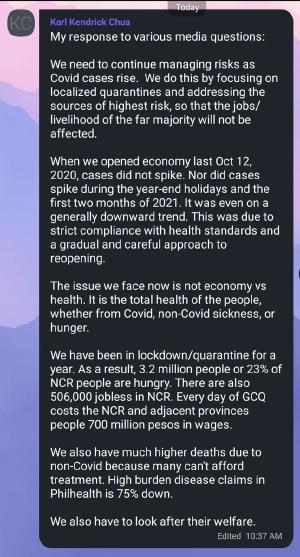 Today
KC
Karl Kendrick Chua
My response to various media questions:
We need to continue managing risks as
Covid cases rise.  We do this by focusing on
localized quarantines and addressing the
sources of highest risk, so that the jobs/
livelihood of the far majority will not be
affected.
When we opened economy last Oct 12,
2020, cases did not spike. Nor did cases
spike during the year-end holidays and the
first two months of 2021. It was even on a
generally downward trend. This was due to
strict compliance with health standards and
a gradual and careful approach to
reopening.
The issue we face now is not economy vs
health. It is the total health of the people,
whether from Covid, non-Covid sickness, or
hunger.
We have been in lockdown/quarantine for a
year. As a result, 3.2 million people or 23% of
NCR people are hungry. There are also
506,000 jobless in NCR. Every day of GCQ
costs the NCR and adjacent provinces
people 700 million pesos in wages.
We also have much higher deaths due to
non-Covid because many can't afford
treatment. High burden disease claims in
Philhealth is 75% down.
We also have to look after their welfare.
Edited 10:37 AM